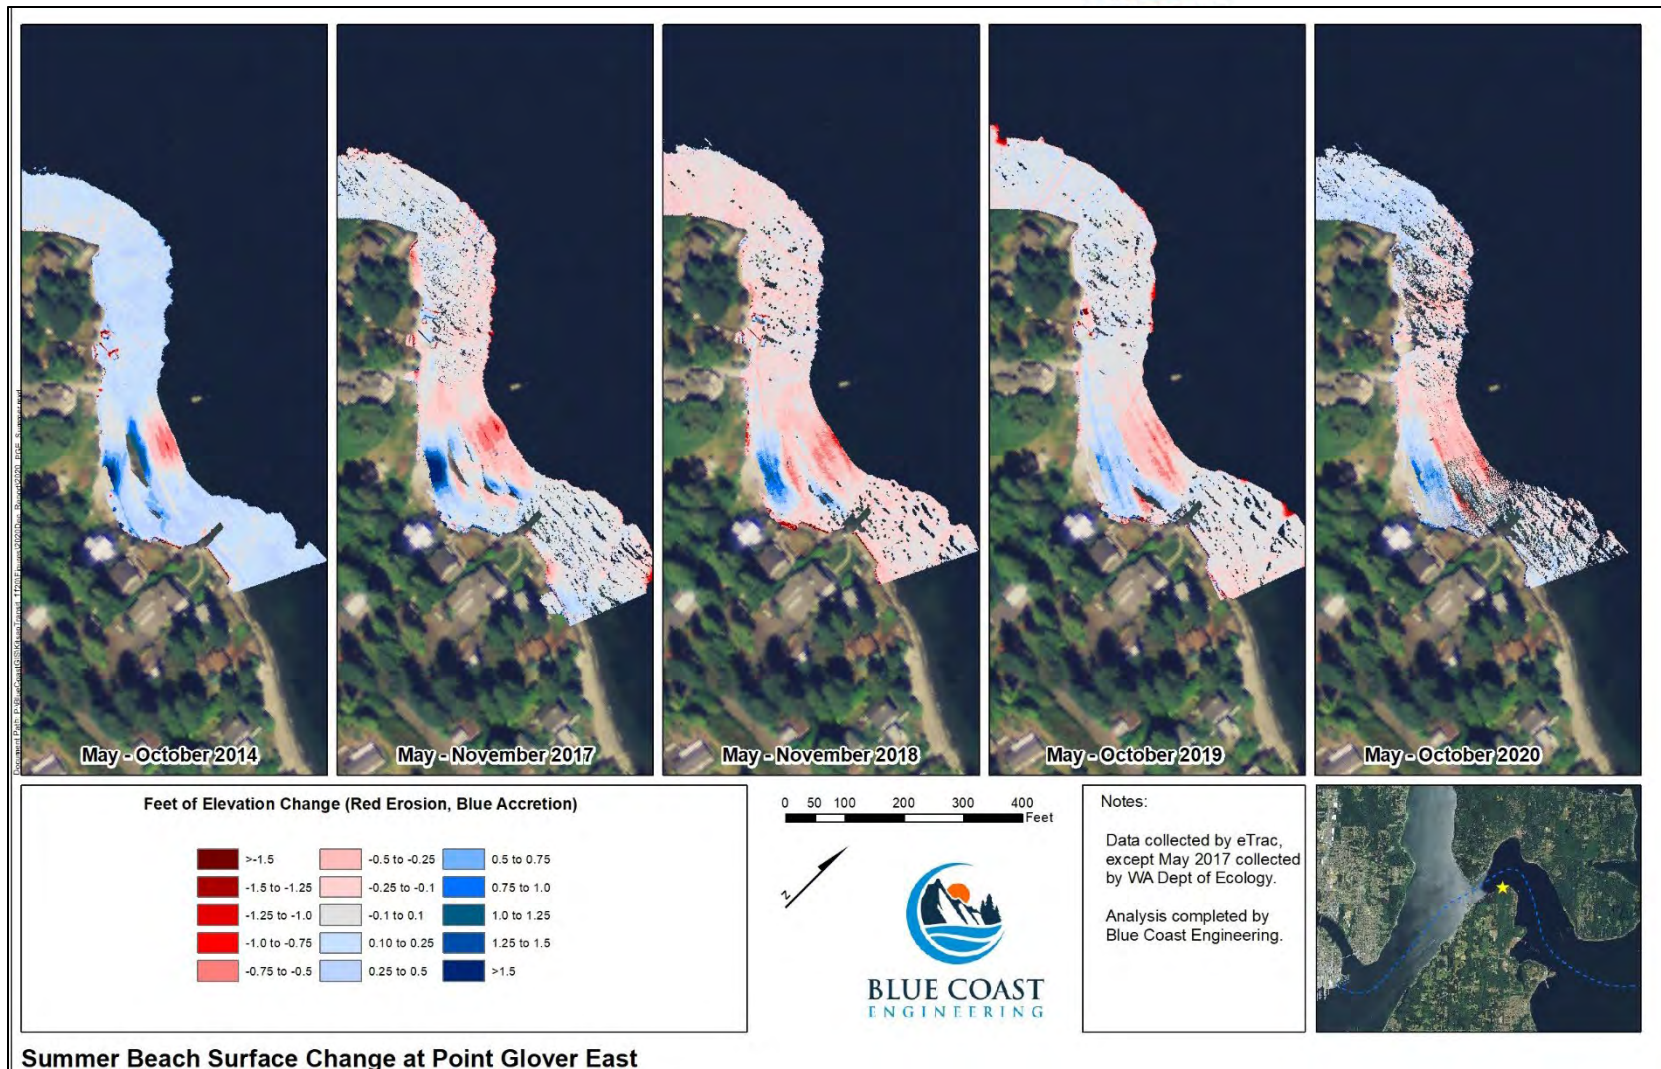 May - October 2014
May - November 2017
May - November 2018
May - October 2019
May - October 2020
Feet of Elevation Change (Red Erosion, Blue Accretion)
>-1.5
-1.5 to -1.25
-1.25 to -1.0
-1.0 to -0.75
-0.75 to -0.5
-0.5 to -0.25
-0.25 to -0.1
-0.1 to 0.1
0.10 to 0.25
0.25 to 0.5
0.5 to 0.75
0.75 to 1.0
1.0 to 1.25
1.25 to 1.5
>1.5
0 50 100 200 300 400
Feet
N
BLUE COAST
ENGINEERING
Notes:
Data collected by eTrac,
except May 2017 collected
by WA Dept of Ecology.
Analysis completed by
Blue Coast Engineering.
Summer Beach Surface Change at Point Glover East